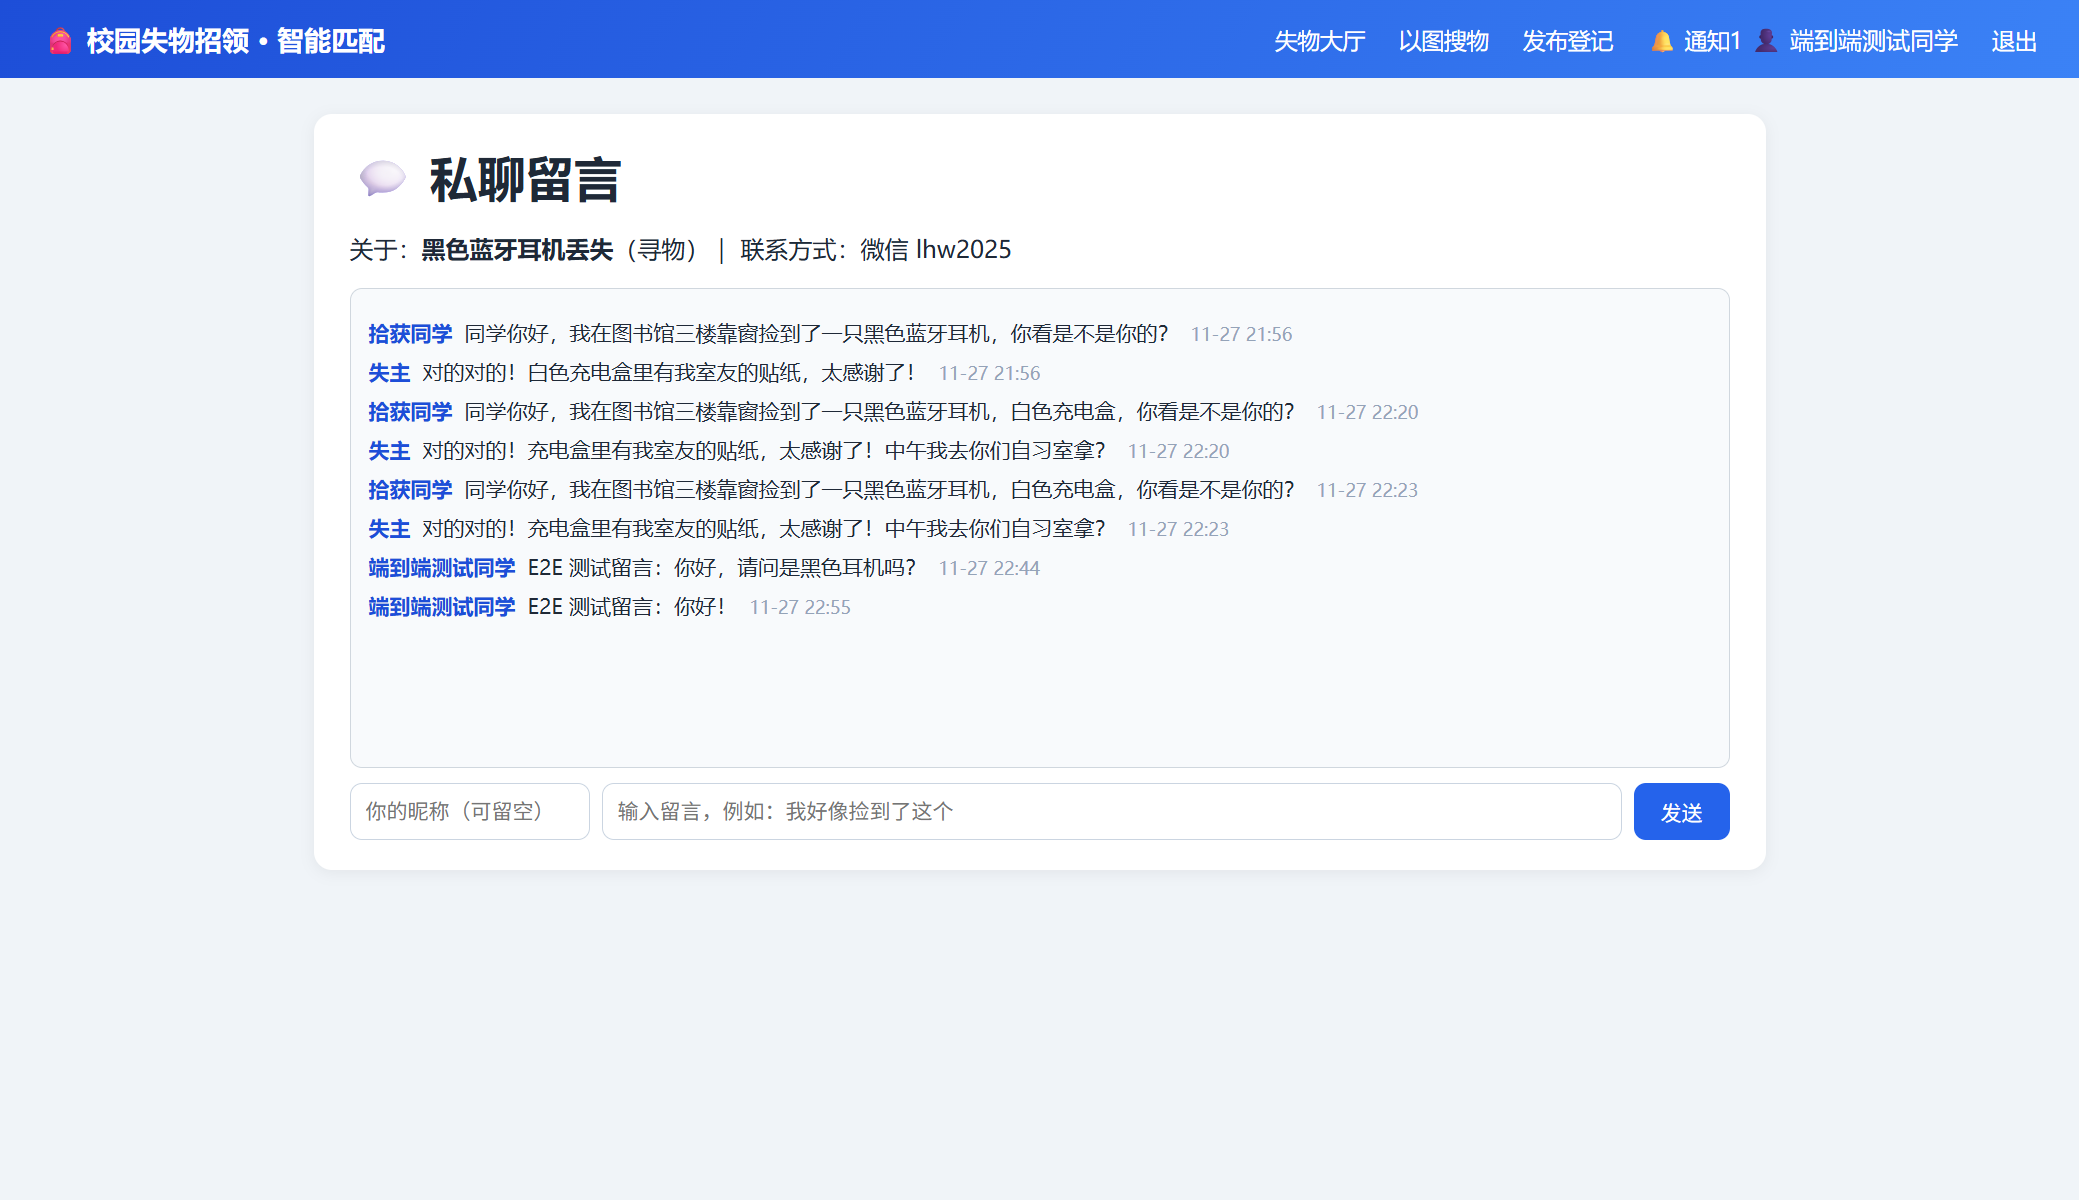 校园失物招领 · 智能匹配
失物大厅 以图搜物 发布登记 通知1 端到端测试同学 退出
私聊留言
关于：黑色蓝牙耳机丢失（寻物）｜ 联系方式：微信 lhw2025
拾获同学 同学你好，我在图书馆三楼靠窗捡到了一只黑色蓝牙耳机，你看是不是你的？ 11-27 21:56
失主 对的对的！白色充电盒里有我室友的贴纸，太感谢了！ 11-27 21:56
拾获同学 同学你好，我在图书馆三楼靠窗捡到了一只黑色蓝牙耳机，白色充电盒，你看是不是你的？ 11-27 22:20
失主 对的对的！充电盒里有我室友的贴纸，太感谢了！中午我去你们自习室拿？ 11-27 22:20
拾获同学 同学你好，我在图书馆三楼靠窗捡到了一只黑色蓝牙耳机，白色充电盒，你看是不是你的？ 11-27 22:23
失主 对的对的！充电盒里有我室友的贴纸，太感谢了！中午我去你们自习室拿？ 11-27 22:23
端到端测试同学 E2E 测试留言：你好，请问是黑色耳机吗？ 11-27 22:44
端到端测试同学 E2E 测试留言：你好！ 11-27 22:55
你的昵称（可留空） 输入留言，例如：我好像捡到了这个 发送